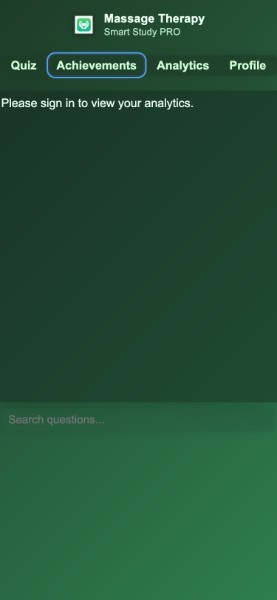 Massage Therapy
Smart Study PRO
Quiz Achievements Analytics Profile
Please sign in to view your analytics.
Search questions...